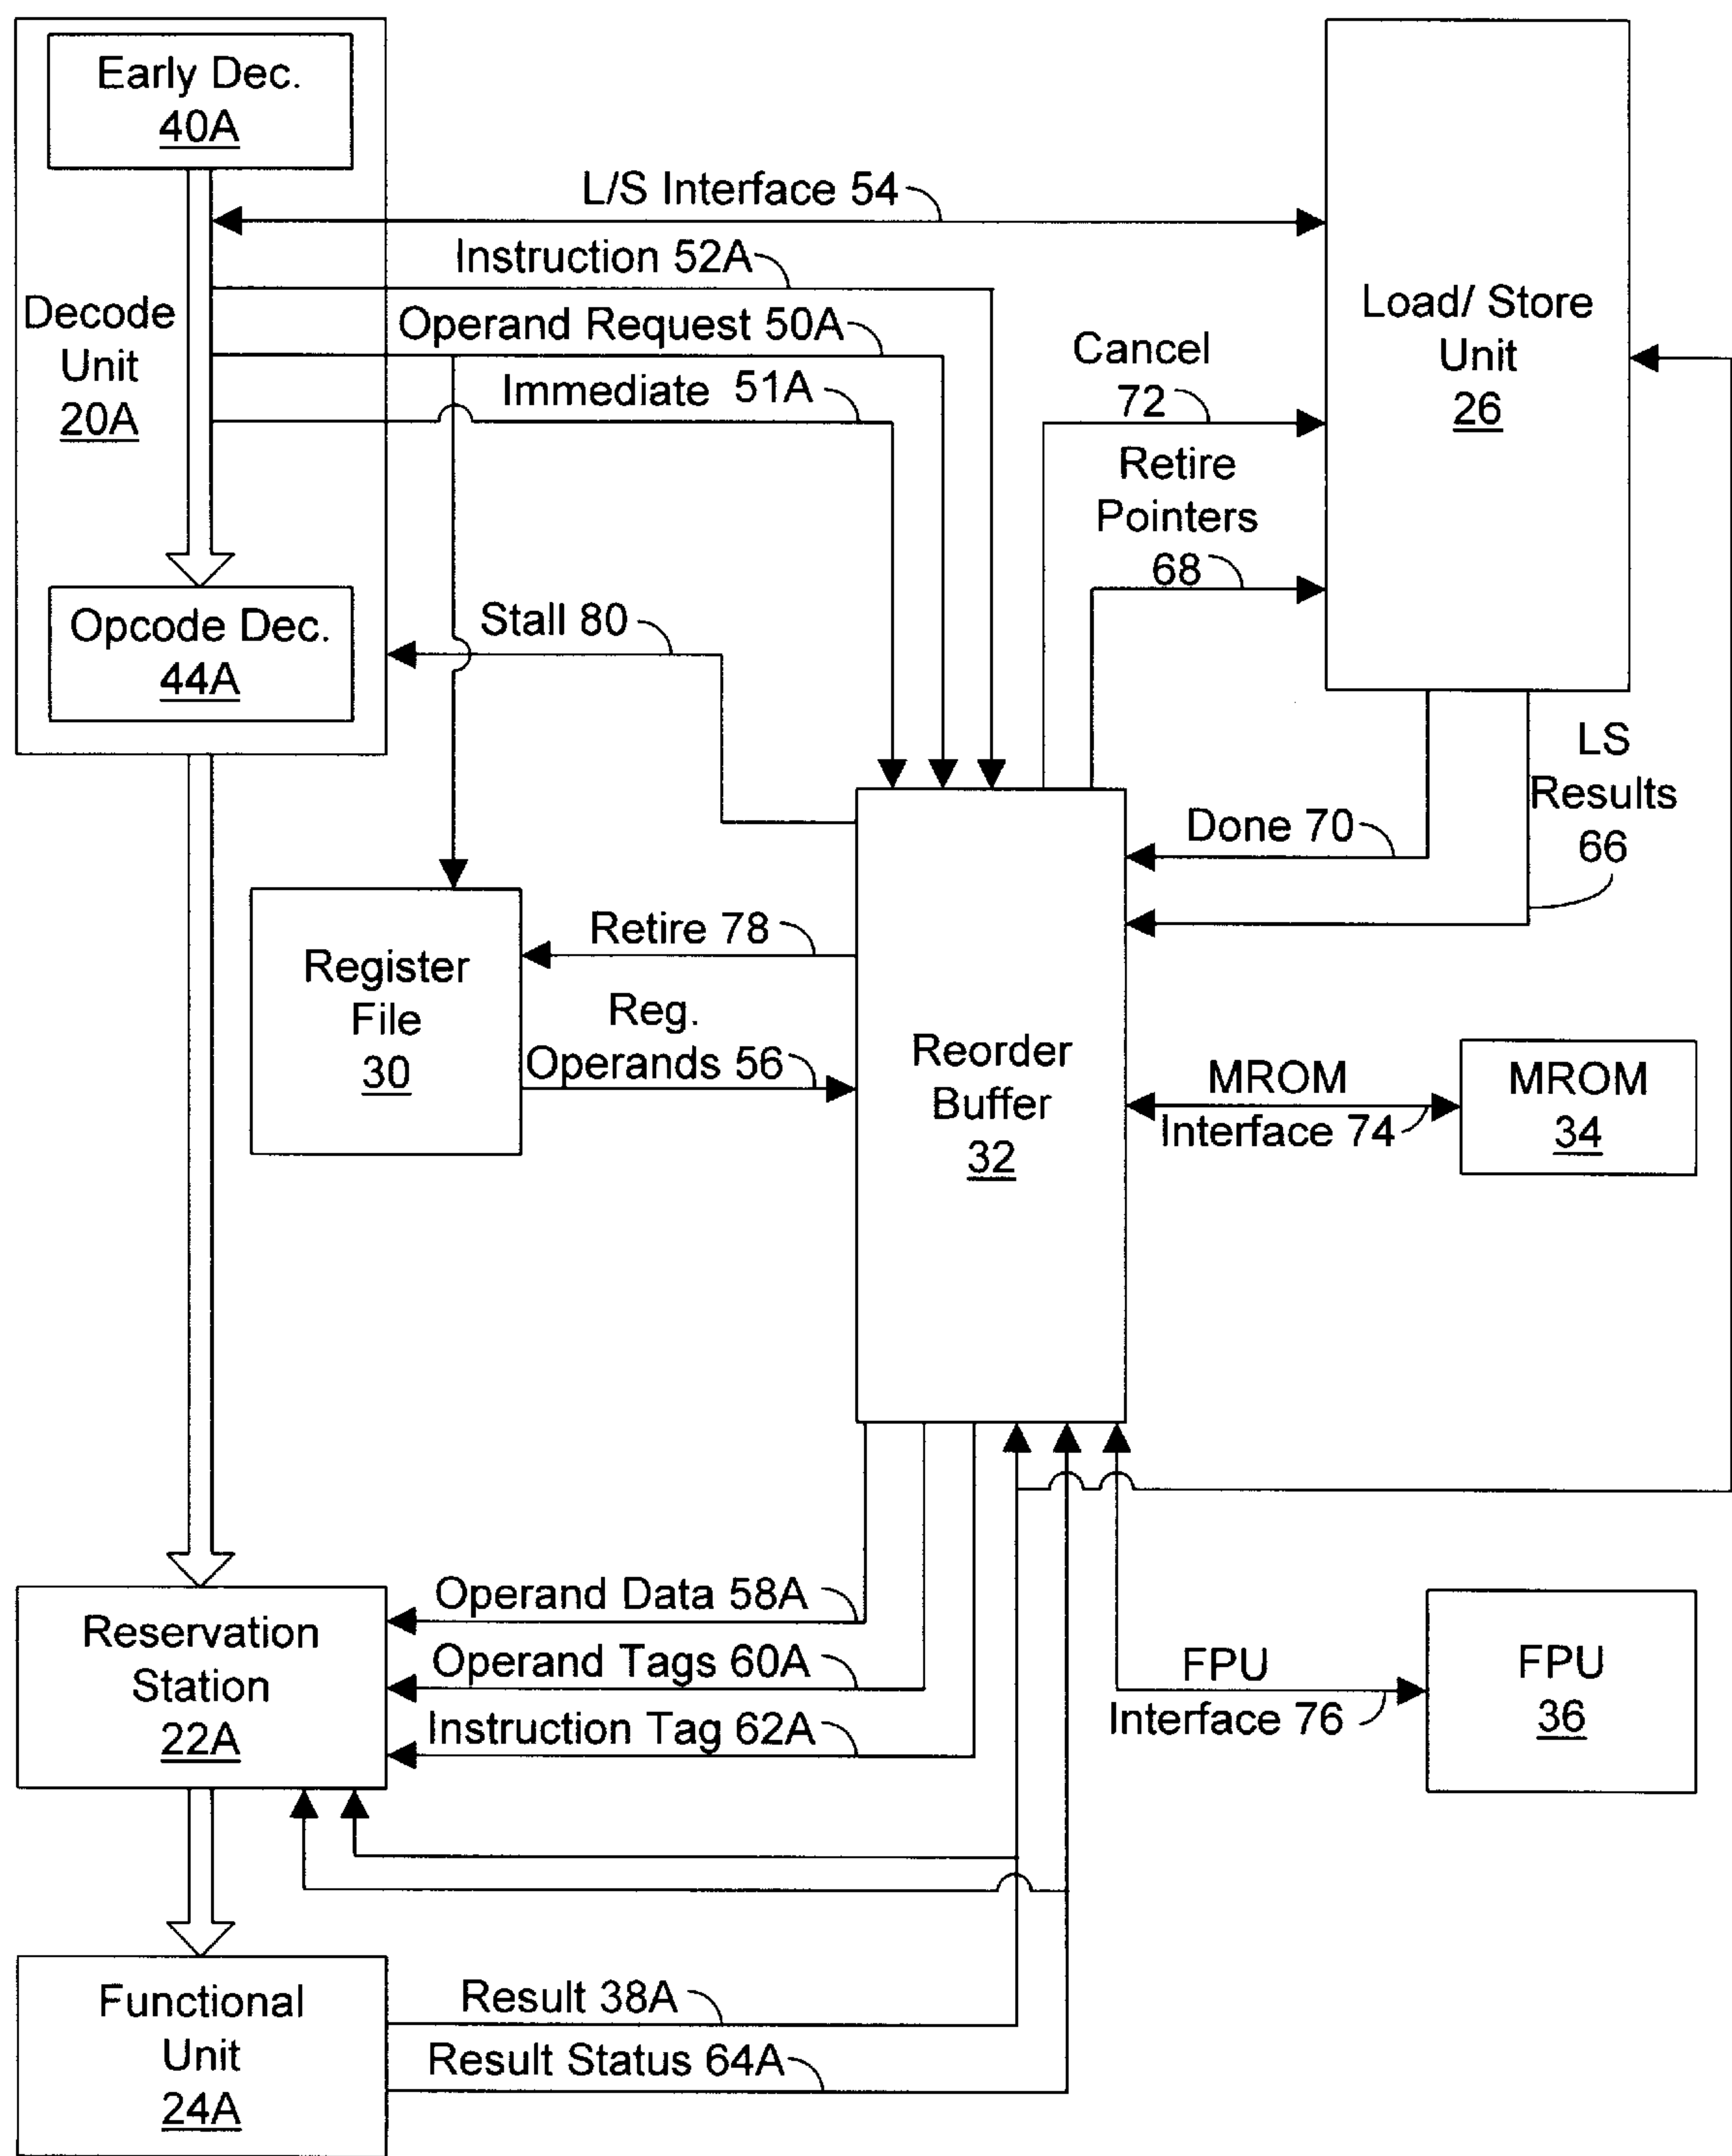 Early Dec.
40A
L/S Interface 54
Instruction 52A
Decode
Unit
20A
Operand Request 50A
Immediate 51A
Load/ Store
Unit
26
Cancel
72
Retire
Pointers
68
Opcode Dec.
44A
Stall 80
LS
Results
66
Done 70
Register
File
30
Retire 78
Reg.
Operands 56
Reorder
Buffer
32
MROM
Interface 74
MROM
34
Reservation
Station
22A
Operand Data 58A
Operand Tags 60A
Instruction Tag 62A
FPU
Interface 76
FPU
36
Functional
Unit
24A
Result 38A
Result Status 64A